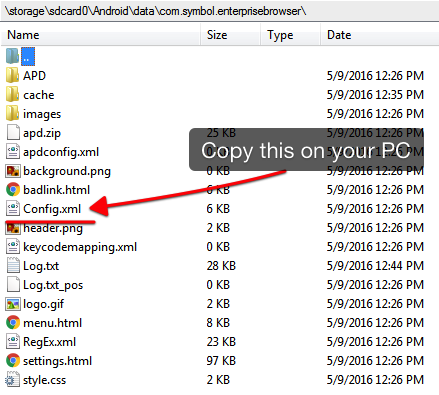 \storage\sdcard0\Android\data\com.symbol.enterprisebrowser\
Name Size Type Date
..
APD 5/9/2016 12:26 PM
cache 5/9/2016 12:35 PM
images 5/9/2016 12:26 PM
apd.zip 25 KB 5/9/2016 12:26 PM
apdconfig.xml KB 12:26 PM
Copy this on your PC
background.png KB 12:26 PM
badlink.html 6 KB 5/9/2016 12:26 PM
Config.xml 6 KB 5/9/2016 12:26 PM
header.png 2 KB 5/9/2016 12:26 PM
keycodemapping.xml 0 KB 5/9/2016 12:26 PM
Log.txt 28 KB 5/9/2016 12:44 PM
Log.txt_pos 0 KB 5/9/2016 12:26 PM
logo.gif 2 KB 5/9/2016 12:26 PM
menu.html 8 KB 5/9/2016 12:26 PM
RegEx.xml 23 KB 5/9/2016 12:26 PM
settings.html 97 KB 5/9/2016 12:26 PM
style.css 2 KB 5/9/2016 12:26 PM